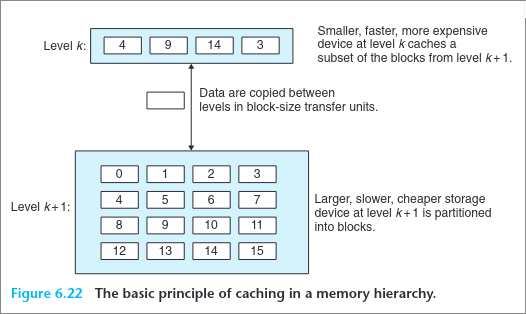 Level k:
4 9 14 3
Smaller, faster, more expensive
device at level k caches a
subset of the blocks from level k+1.
Data are copied between
levels in block-size transfer units.
Level k+1:
0 1 2 3
4 5 6 7
8 9 10 11
12 13 14 15
Larger, slower, cheaper storage
device at level k+1 is partitioned
into blocks.
Figure 6.22 The basic principle of caching in a memory hierarchy.